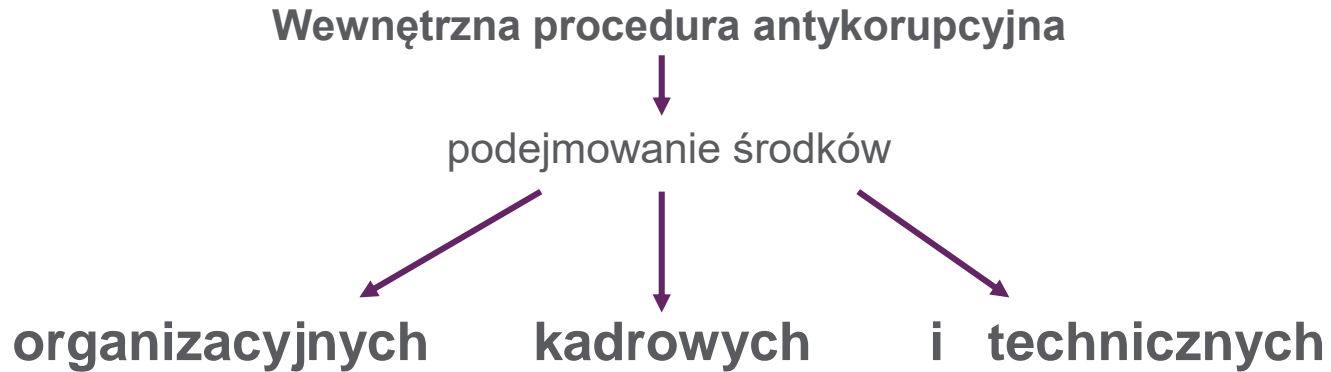 Wewnętrzna procedura antykorupcyjna
podejmowanie środków
organizacyjnych kadrowych i technicznych